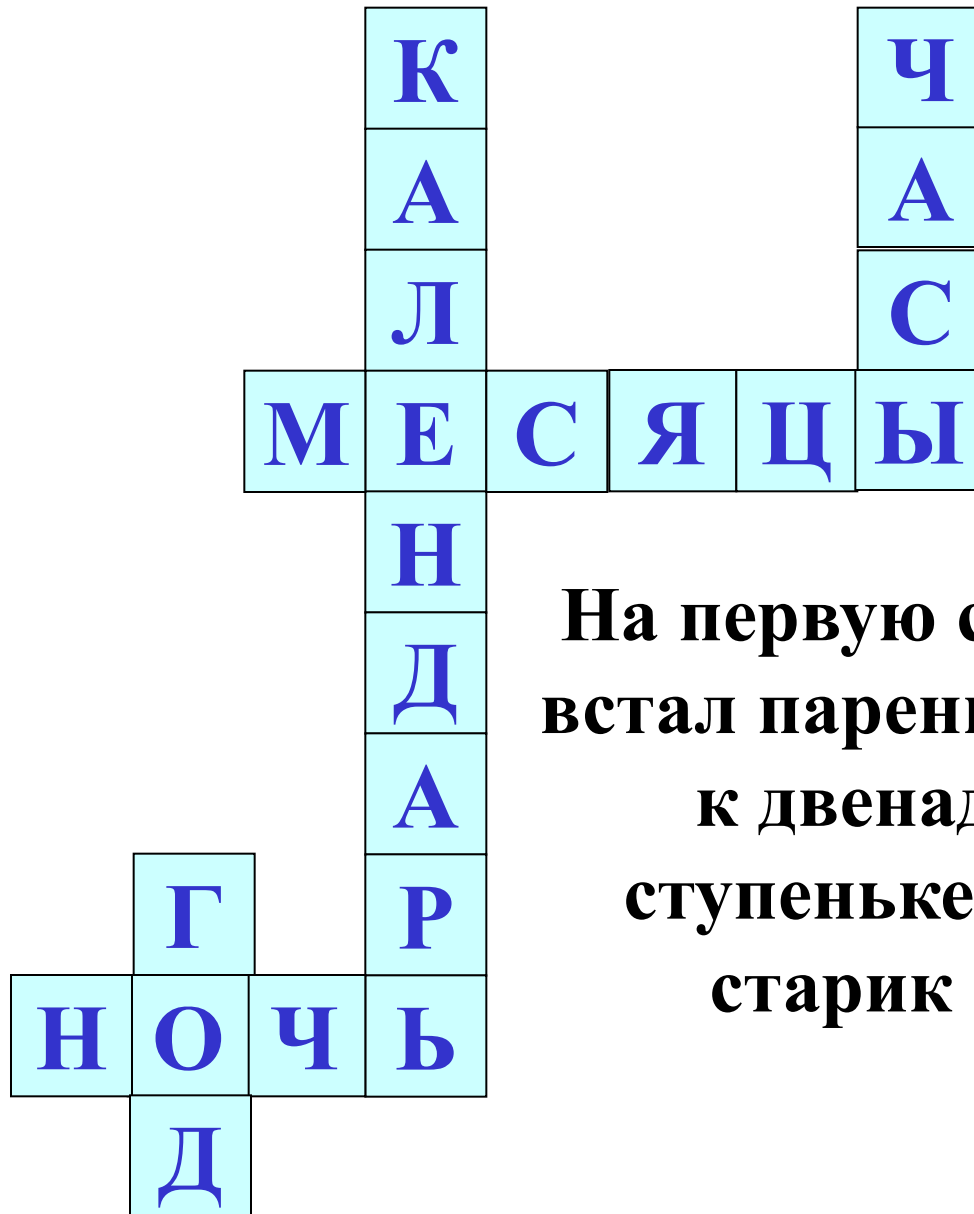 КАЛЕНДАРЬ
ЧАСЫ
МЕСЯЦЫ
На первую
встал
к
ступеньке
старик
ГОД
НОЧЬ